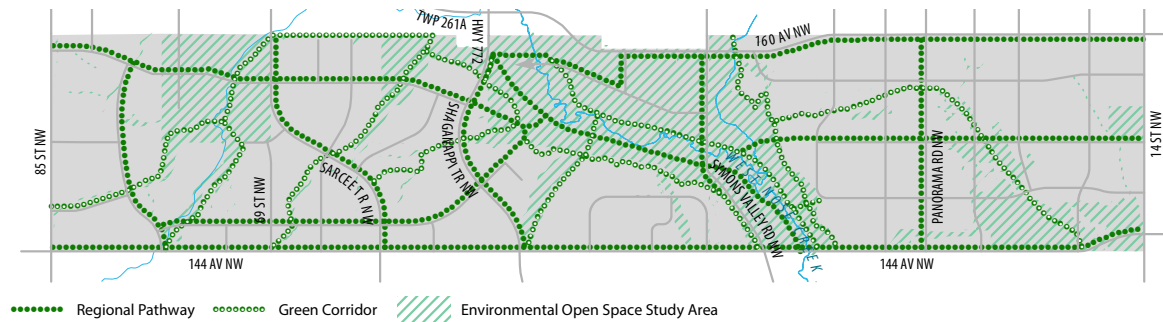 TWP 261A
HWY 772
160 AV NW
85 ST NW
SHAGANAPPI TR NW
SARCEE TR NW
69 ST NW
SYMONS VALLEY RD NW
PANORAMA RD NW
14 ST NW
144 AV NW
144 AV NW
Regional Pathway
Green Corridor
Environmental Open Space Study Area